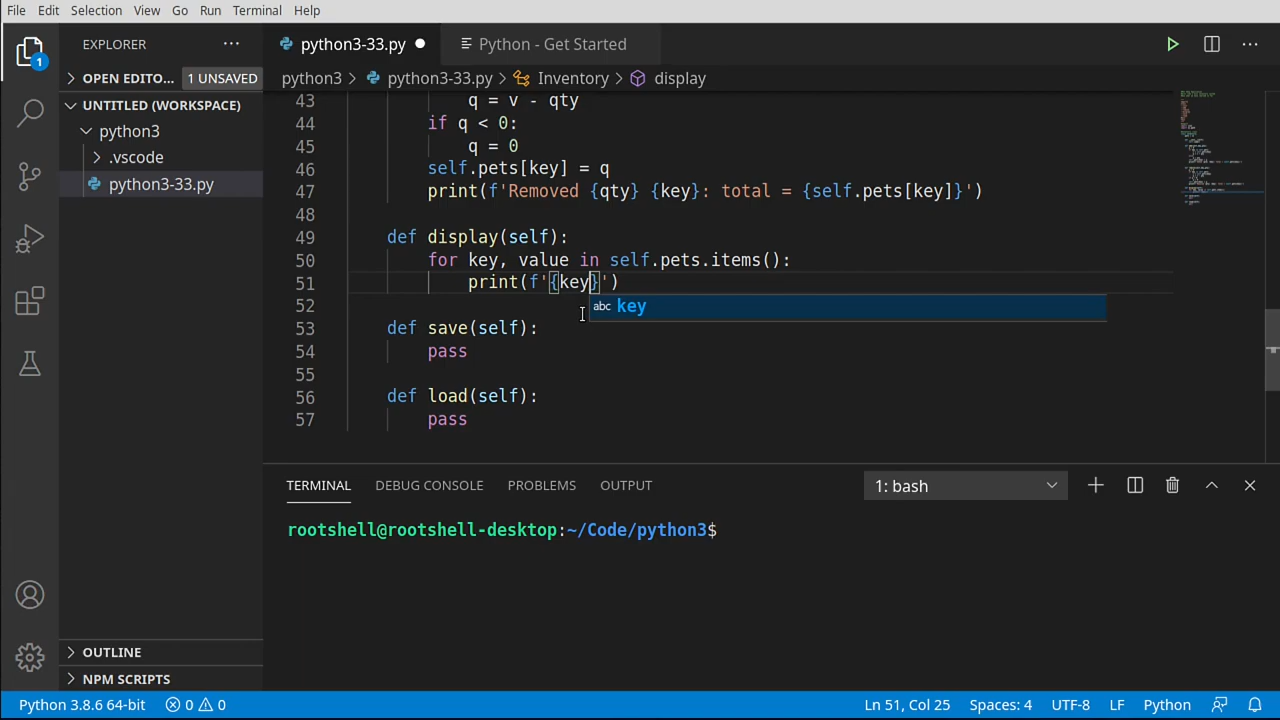 File Edit Selection View Go Run Terminal Help
EXPLORER
python3-33.py
Python - Get Started
OPEN EDITO... 1 UNSAVED
python3 > python3-33.py > Inventory > display
UNTITLED (WORKSPACE)
python3
.vscode
python3-33.py
1
43 q = v - qty
44 if q < 0:
45 q = 0
46 self.pets[key] = q
47 print(f'Removed {qty} {key}: total = {self.pets[key]}')
48
49 def display(self):
50 for key, value in self.pets.items():
51 print(f'{key}')
abc key
52
53 def save(self):
54 pass
55
56 def load(self):
57 pass
TERMINAL DEBUG CONSOLE PROBLEMS OUTPUT 1: bash
rootshell@rootshell-desktop:~/Code/python3$
OUTLINE
NPM SCRIPTS
Python 3.8.6 64-bit 0 0 Ln 51, Col 25 Spaces: 4 UTF-8 LF Python